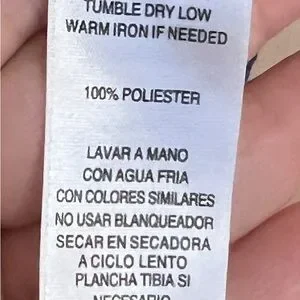 TUMBLE DRY LOW
WARM IRON IF NEEDED
100% POLIESTER
LAVAR A MANO
CON AGUA FRIA
CON COLORES SIMILARES
NO USAR BLANQUEADOR
SECAR EN SECADORA
A CICLO LENTO
PLANCHA TIBIA SI
NECESARIO